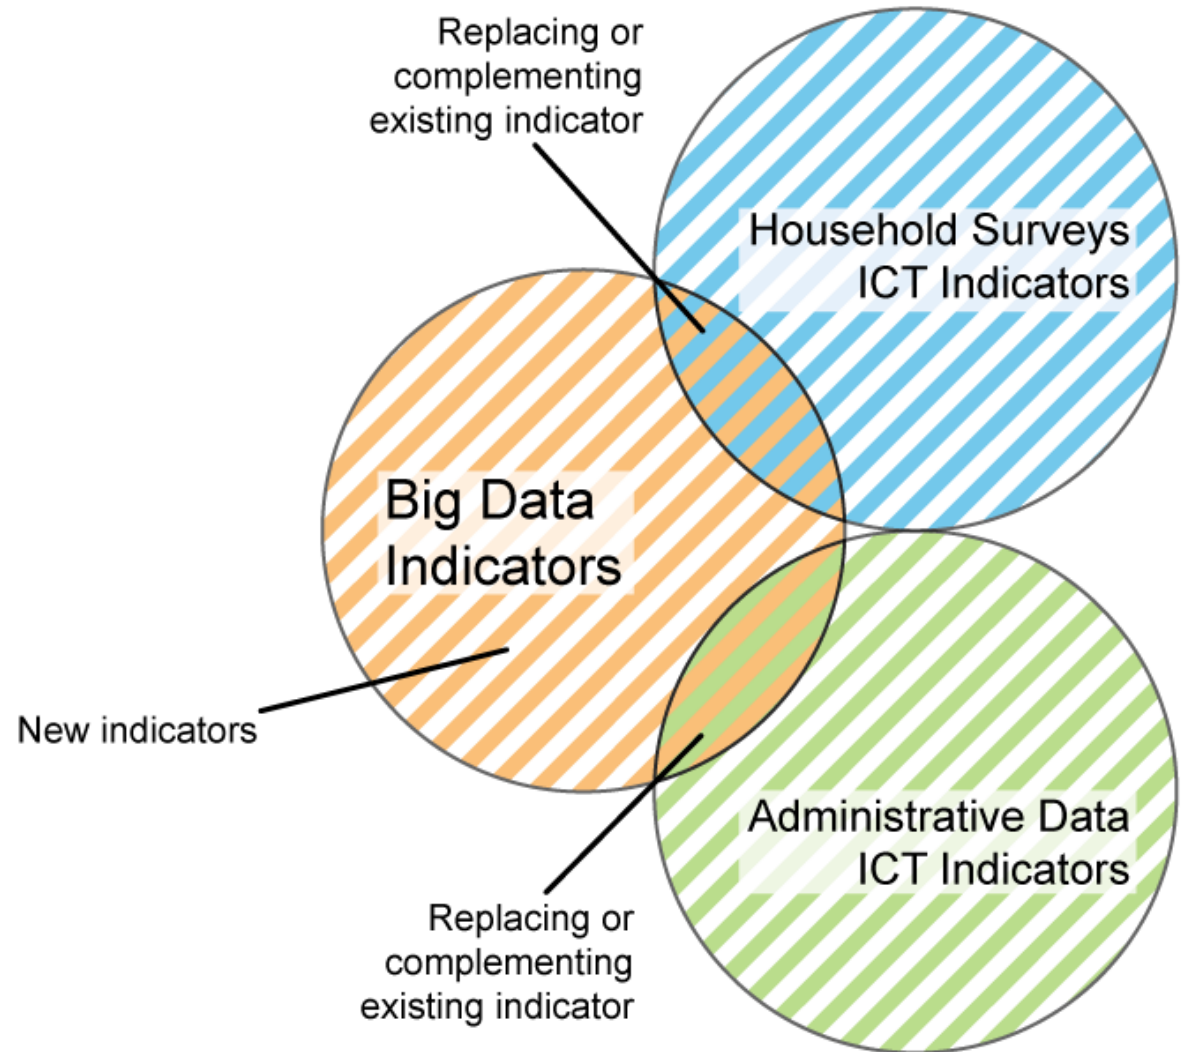 Replacing or
complementing
existing indicator
Household Surveys
ICT Indicators
Big Data
Indicators
New indicators
Administrative Data
ICT Indicators
Replacing or
complementing
existing indicator